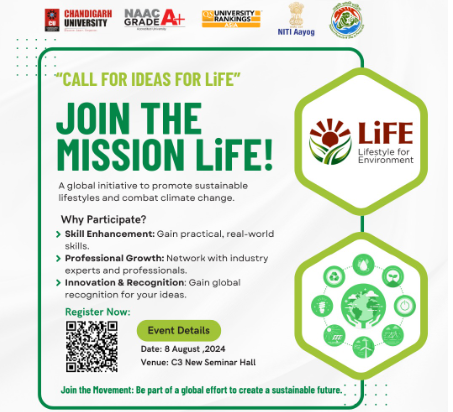 CHANDIGARH
UNIVERSITY
NAAC
GRADE A+
UNIVERSITY
RANKINGS
ASIA
NITI Aayog
"CALL FOR IDEAS FOR LiFE"
JOIN THE
MISSION LiFE!
A global initiative to promote sustainable
lifestyles and combat climate change.
Why Participate?
Skill Enhancement: Gain practical, real-world
skills.
Professional Growth: Network with industry
experts and professionals.
Innovation & Recognition: Gain global
recognition for your ideas.
Register Now:
Event Details
Date: 8 August ,2024
Venue: C3 New Seminar Hall
Join the Movement: Be part of a global effort to create a sustainable future.
LiFE
Lifestyle for
Environment